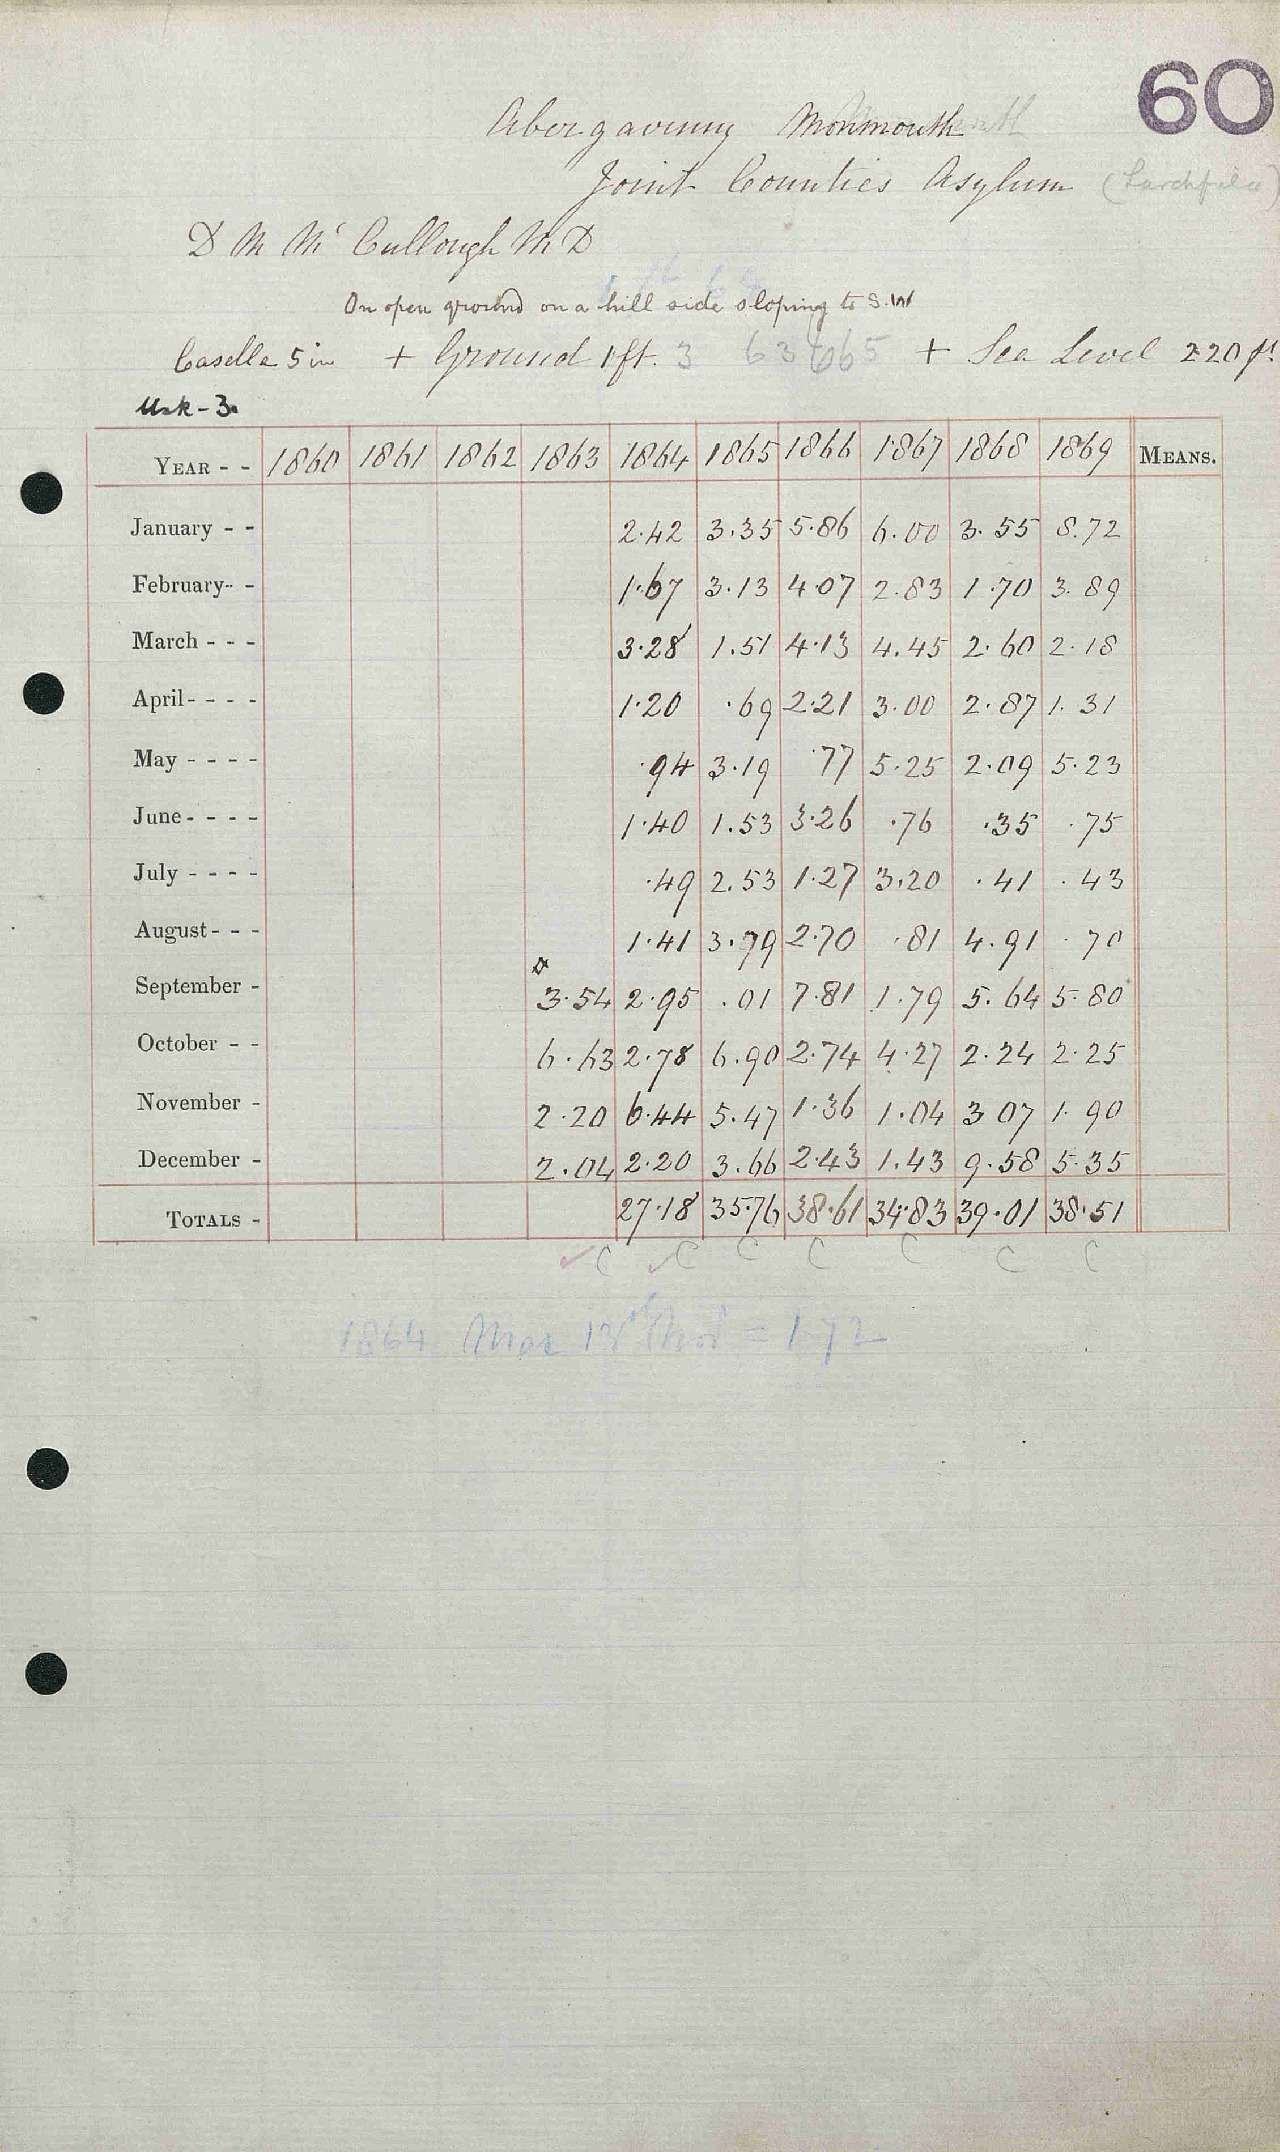 60
Abergavenny Monmouth
Joint Counties Asylum
D M Mc Cullough M D
On open ground on a hill side sloping to S.W
Casella 5 in + Ground 1 ft. 3 63 65 + Sea Level 220 ft
Usk-3.
YEAR - - 1860 1861 1862 1863 1864 1865 1866 1867 1868 1869 MEANS.
January - - 2.42 3.35 5.86 6.00 3.55 8.72
February - - 1.67 3.13 4.07 2.83 1.70 3.89
March - - - 3.28 1.51 4.13 4.45 2.60 2.18
April - - - - 1.20 .69 2.21 3.00 2.87 1.31
May - - - - .94 3.19 .77 5.25 2.09 5.23
June - - - - 1.40 1.53 3.26 .76 .35 .75
July - - - - .49 2.53 1.27 3.20 .41 .43
August - - - 1.41 3.79 2.70 .81 4.91 .70
September - 3.54 2.95 .01 7.81 1.79 5.64 5.80
October - - 6.63 2.78 6.90 2.74 4.27 2.24 2.25
November - 2.20 6.44 5.47 1.36 1.04 3 07 1.90
December - 2.04 2.20 3.66 2.43 1.43 9.58 5.35
TOTALS - 27.18 35.76 38.61 34.83 39.01 38.51
C C C C C C C
1864 Mar 13th = 1.72